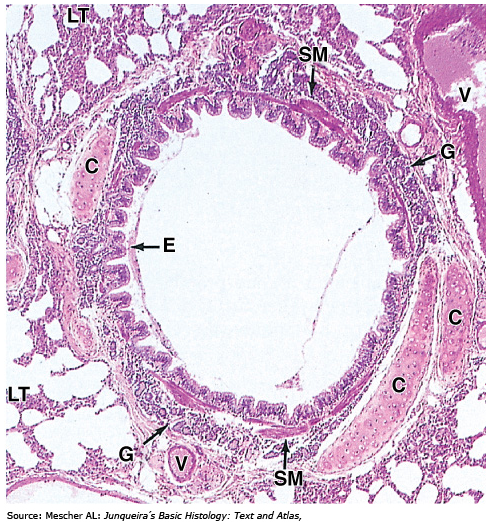 LT
SM
V
G
C
E
C
C
LT
G
V
SM
Source: Mescher AL: Junqueira´s Basic Histology: Text and Atlas,